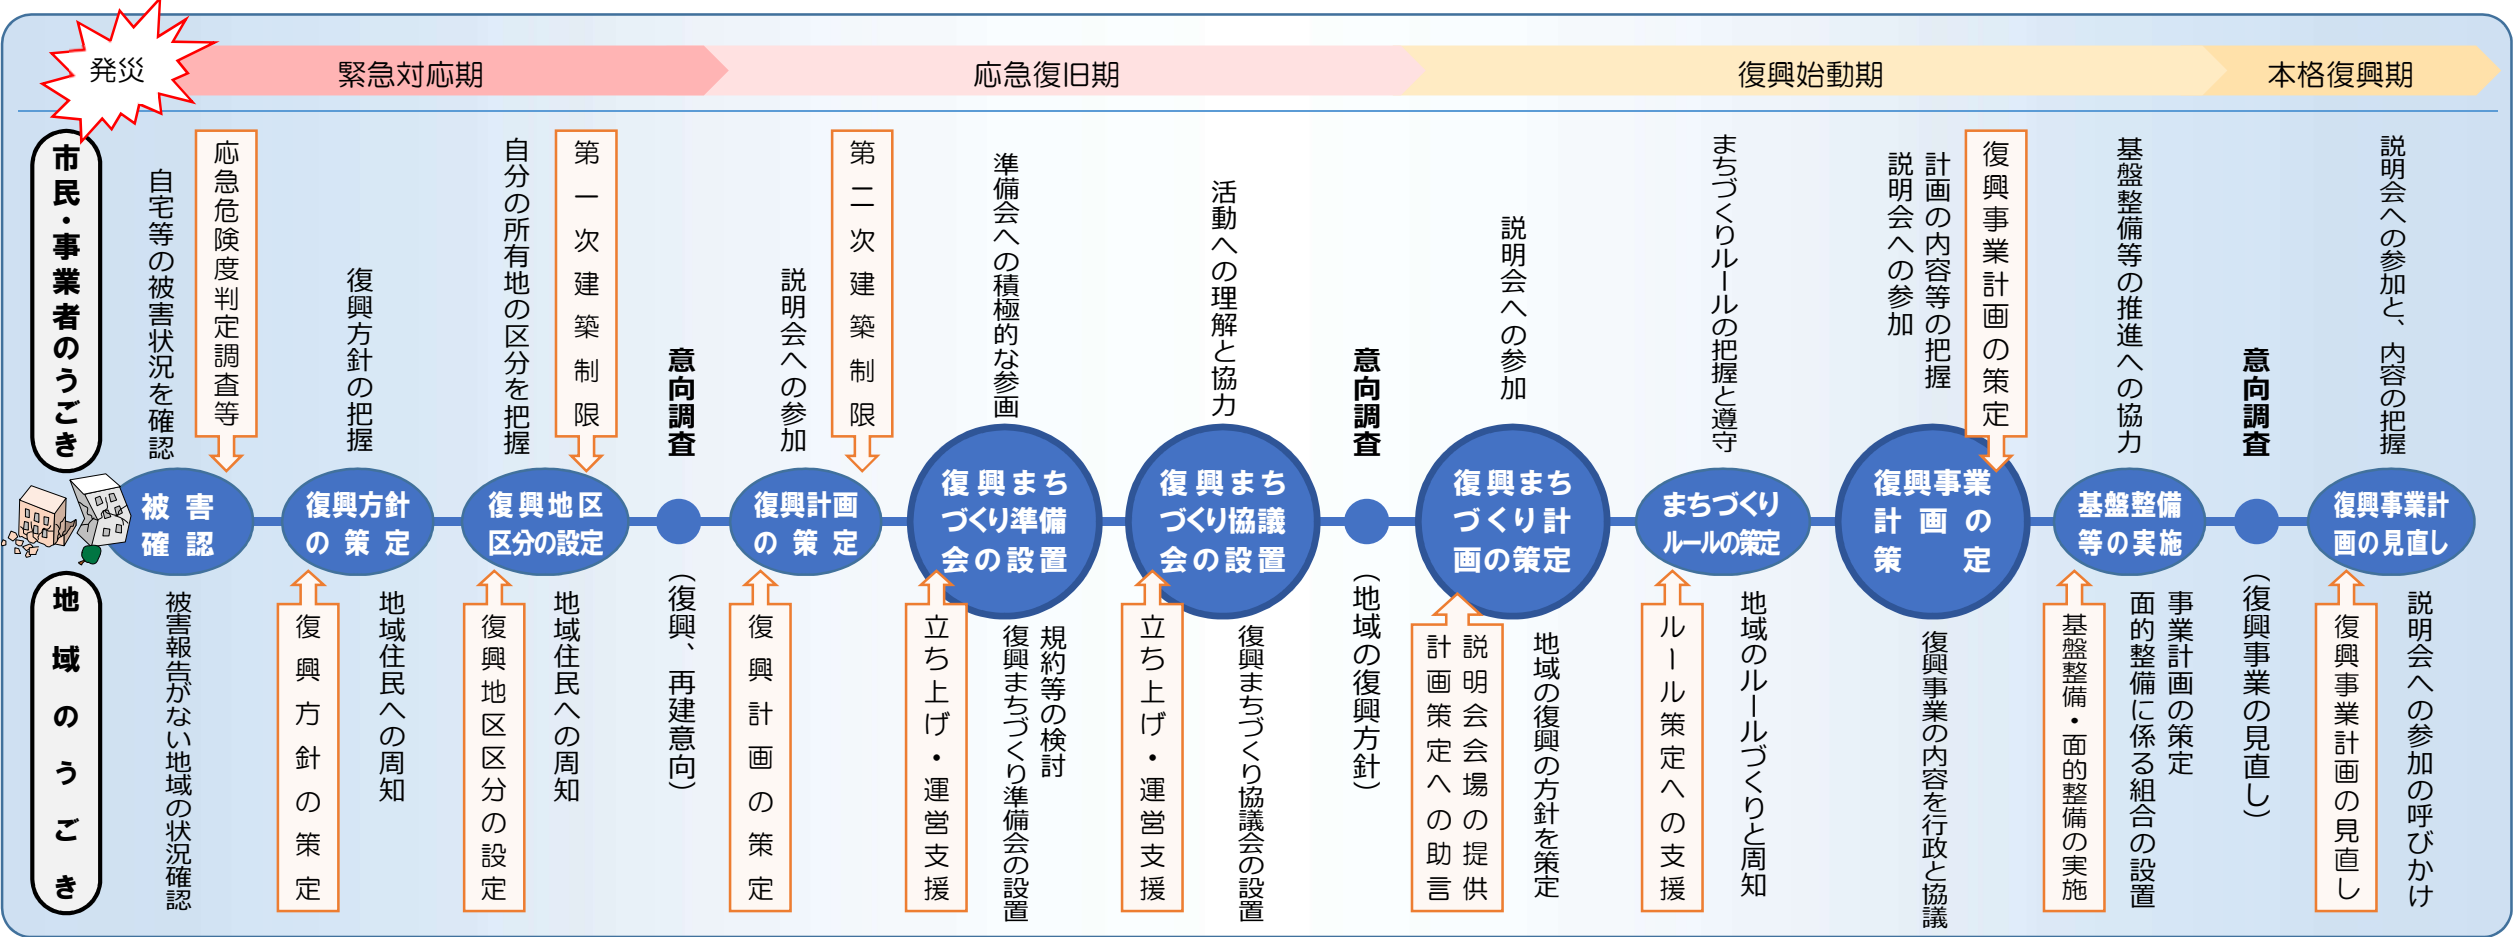 発災
緊急対応期
応急復旧期
復興始動期
本格復興期
市民・事業者のうごき
自宅等の被害状況を確認
応急危険度判定調査等
復興方針の把握
自分の所有地の区分を把握
第一次建築制限
意向調査
説明会への参加
第二次建築制限
準備会への積極的な参画
活動への理解と協力
意向調査
説明会への参加
まちづくりルールの把握と遵守
計画の内容等の把握
説明会への参加
復興事業計画の策定
基盤整備等の推進への協力
意向調査
説明会への参加と、内容の把握
被害
確認
復興方針
の策定
復興地区
区分の設定
復興計画
の策定
復興まち
づくり準備
会の設置
復興まち
づくり協議
会の設置
復興まち
づくり計
画の策定
まちづくり
ルールの策定
復興事業
計画の
策定
基盤整備
等の実施
復興事業計
画の見直し
地域のうごき
被害報告がない地域の状況確認
復興方針の策定
地域住民への周知
復興地区区分の設定
地域住民への周知
（復興、再建意向）
復興計画の策定
立ち上げ・運営支援
規約等の検討
復興まちづくり準備会の設置
立ち上げ・運営支援
復興まちづくり協議会の設置
（地域の復興方針）
説明会会場の提供
計画策定への助言
地域の復興の方針を策定
ルール策定への支援
地域のルールづくりと周知
復興事業の内容を行政と協議
基盤整備・面的整備の実施
事業計画の策定
面的整備に係る組合の設置
（復興事業の見直し）
復興事業計画の見直し
説明会への参加の呼びかけ